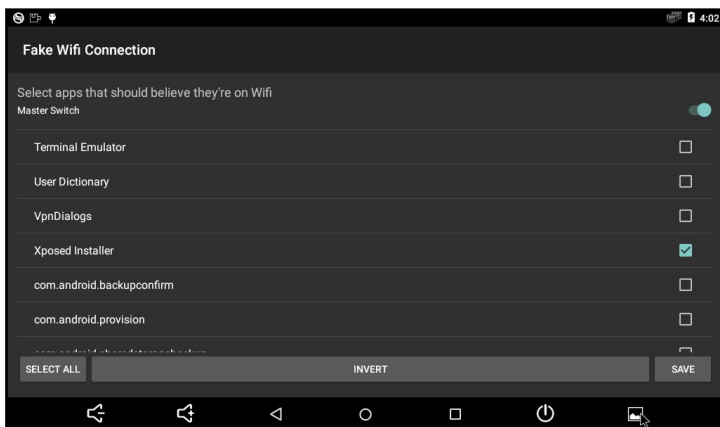 4:02
Fake Wifi Connection
Select apps that should believe they're on Wifi
Master Switch
Terminal Emulator
User Dictionary
VpnDialogs
Xposed Installer
com.android.backupconfirm
com.android.provision
SELECT ALL
INVERT
SAVE